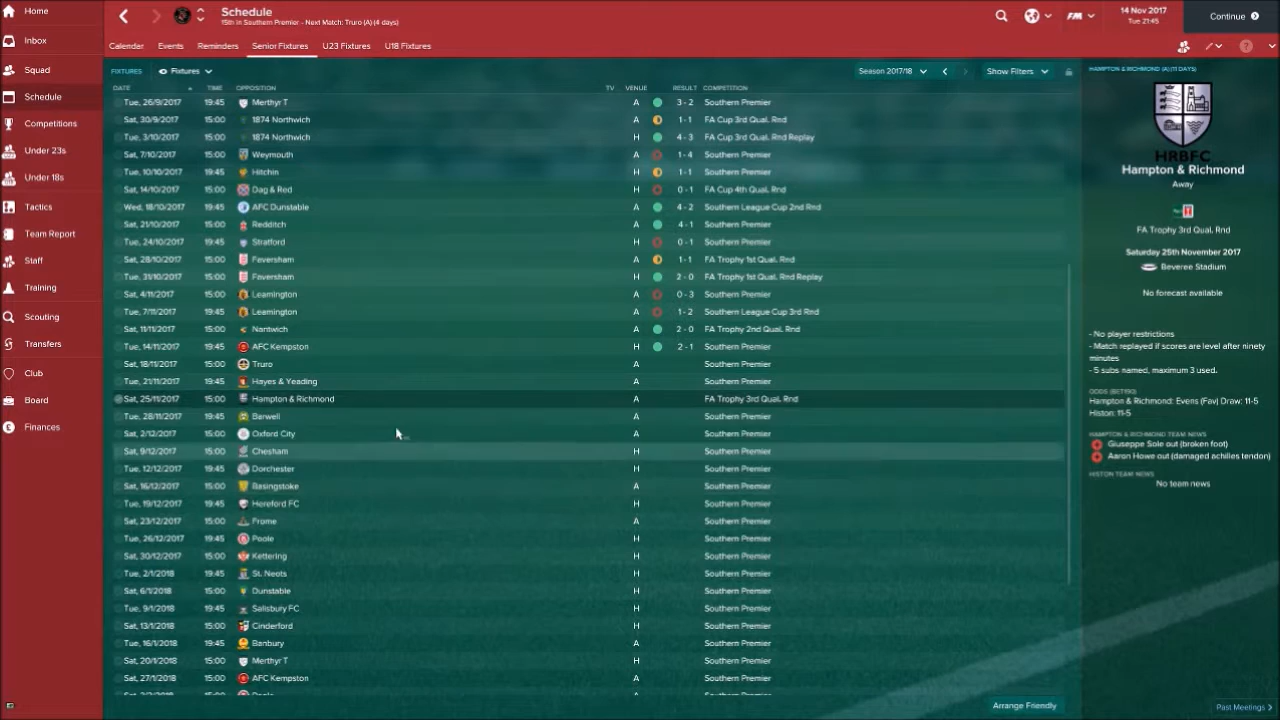 Home
Inbox
Squad
Schedule
Competitions
Under 23s
Under 18s
Tactics
Team Report
Staff
Training
Scouting
Transfers
Club
Board
Finances
Schedule
15th in Southern Premier - Next Match: Truro (A) (4 days)
FM
14 Nov 2017
Tue 21:45
Continue
Calendar Events Reminders Senior Fixtures U23 Fixtures U18 Fixtures
FIXTURES Fixtures Season 2017/18 Show Filters
DATE TIME OPPOSITION TV VENUE RESULT COMPETITION
Tue, 26/9/2017 19:45 Merthyr T A 3 - 2 Southern Premier
Sat, 30/9/2017 15:00 1874 Northwich A 1-1 FA Cup 3rd Qual. Rnd
Tue, 3/10/2017 15:00 1874 Northwich H 4 - 3 FA Cup 3rd Qual. Rnd Replay
Sat, 7/10/2017 15:00 Weymouth A 1 - 4 Southern Premier
Tue, 10/10/2017 19:45 Hitchin H 1-1 Southern Premier
Sat, 14/10/2017 15:00 Dag & Red H 0 - 1 FA Cup 4th Qual. Rnd
Wed, 18/10/2017 19:45 AFC Dunstable A 4 - 2 Southern League Cup 2nd Rnd
Sat, 21/10/2017 15:00 Redditch A 4 - 1 Southern Premier
Tue, 24/10/2017 19:45 Stratford H 0 - 1 Southern Premier
Sat, 28/10/2017 15:00 Faversham A 1-1 FA Trophy 1st Qual. Rnd
Tue, 31/10/2017 15:00 Faversham H 2 - 0 FA Trophy 1st Qual. Rnd Replay
Sat, 4/11/2017 15:00 Leamington A 0 - 3 Southern Premier
Tue, 7/11/2017 19:45 Leamington A 1 - 2 Southern League Cup 3rd Rnd
Sat, 11/11/2017 15:00 Nantwich A 2 - 0 FA Trophy 2nd Qual. Rnd
Tue, 14/11/2017 19:45 AFC Kempston H 2 - 1 Southern Premier
Sat, 18/11/2017 15:00 Truro A Southern Premier
Tue, 21/11/2017 19:45 Hayes & Yeading A Southern Premier
Sat, 25/11/2017 15:00 Hampton & Richmond A FA Trophy 3rd Qual. Rnd
Tue, 28/11/2017 19:45 Barwell A Southern Premier
Sat, 2/12/2017 15:00 Oxford City A Southern Premier
Sat, 9/12/2017 15:00 Chesham H Southern Premier
Tue, 12/12/2017 19:45 Dorchester H Southern Premier
Sat, 16/12/2017 15:00 Basingstoke A Southern Premier
Tue, 19/12/2017 19:45 Hereford FC H Southern Premier
Sat, 23/12/2017 15:00 Frome A Southern Premier
Tue, 26/12/2017 19:45 Poole H Southern Premier
Sat, 30/12/2017 15:00 Kettering H Southern Premier
Tue, 2/1/2018 19:45 St. Neots H Southern Premier
Sat, 6/1/2018 15:00 Dunstable H Southern Premier
Tue, 9/1/2018 19:45 Salisbury FC H Southern Premier
Sat, 13/1/2018 15:00 Cinderford H Southern Premier
Tue, 16/1/2018 19:45 Banbury A Southern Premier
Sat, 20/1/2018 15:00 Merthyr T H Southern Premier
Sat, 27/1/2018 15:00 AFC Kempston A Southern Premier
Arrange Friendly
HAMPTON & RICHMOND (A) (11 DAYS)
HRBFC
Hampton & Richmond
Away
FA Trophy 3rd Qual. Rnd
Saturday 25th November 2017
Beveree Stadium
No forecast available
- No player restrictions
- Match replayed if scores are level after ninety
minutes
- 5 subs named, maximum 3 used.
ODDS (BET190)
Hampton & Richmond: Evens (Fav) Draw: 11-5
Histon: 11-5
HAMPTON & RICHMOND TEAM NEWS
Giuseppe Sole out (broken foot)
Aaron Howe out (damaged achilles tendon)
HISTON TEAM NEWS
No team news
Past Meetings